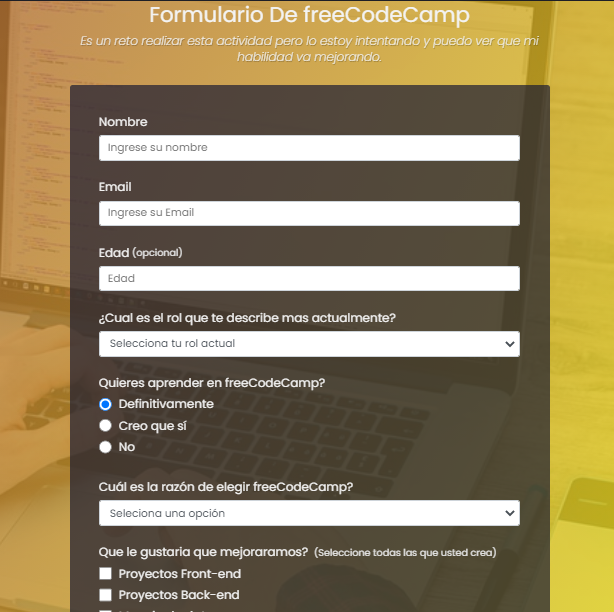 Formulario De freeCodeCamp
Es un reto realizar esta actividad pero lo estoy intentando y puedo ver que mi
habilidad va mejorando.
Nombre
Ingrese su nombre
Email
Ingrese su Email
Edad (opcional)
Edad
¿Cual es el rol que te describe mas actualmente?
Selecciona tu rol actual
Quieres aprender en freeCodeCamp?
Definitivamente
Creo que sí
No
Cuál es la razón de elegir freeCodeCamp?
Seleciona una opción
Que le gustaria que mejoraramos? (Seleccione todas las que usted crea)
Proyectos Front-end
Proyectos Back-end